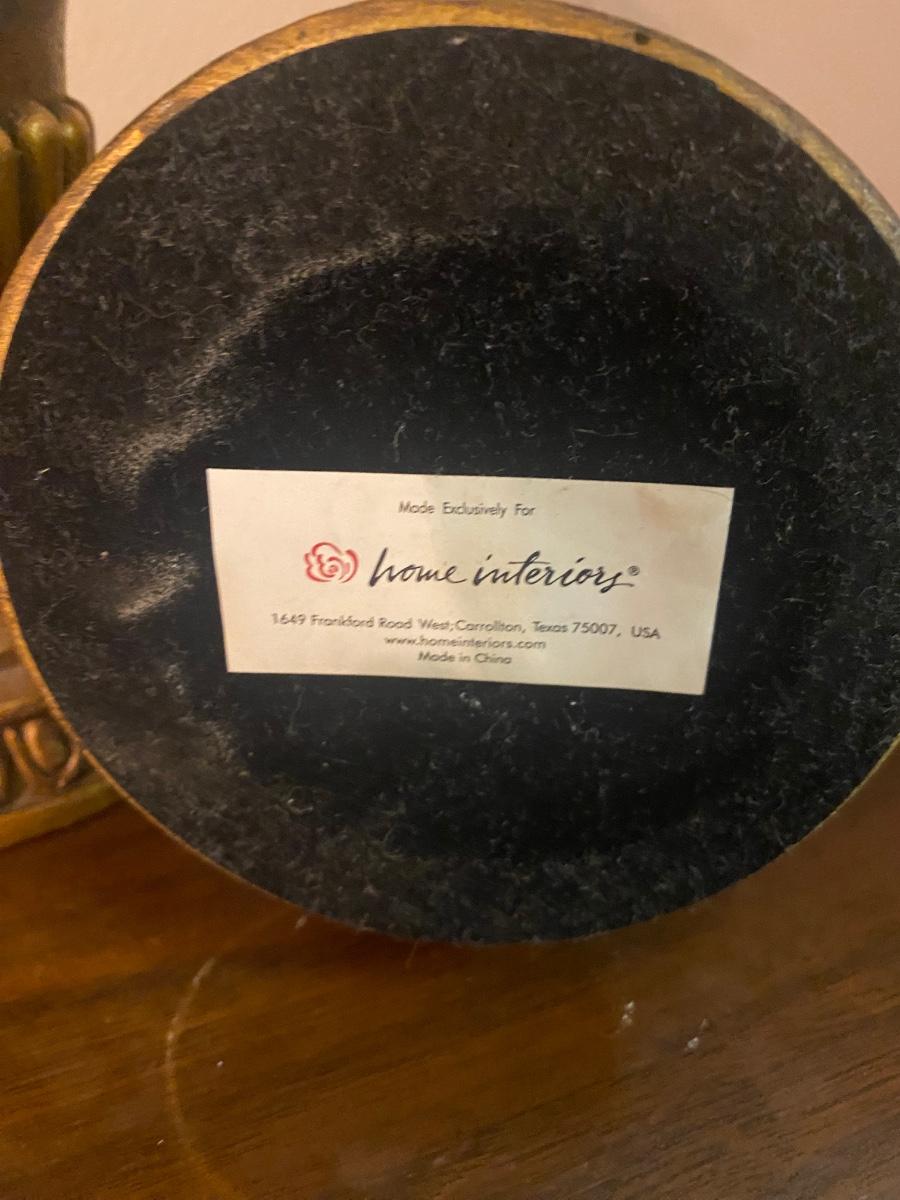 Made Exclusively For
home interiors®
1649 Frankford Road West, Carrollton, Texas 75007, USA
www.homeinteriors.com
Made in China